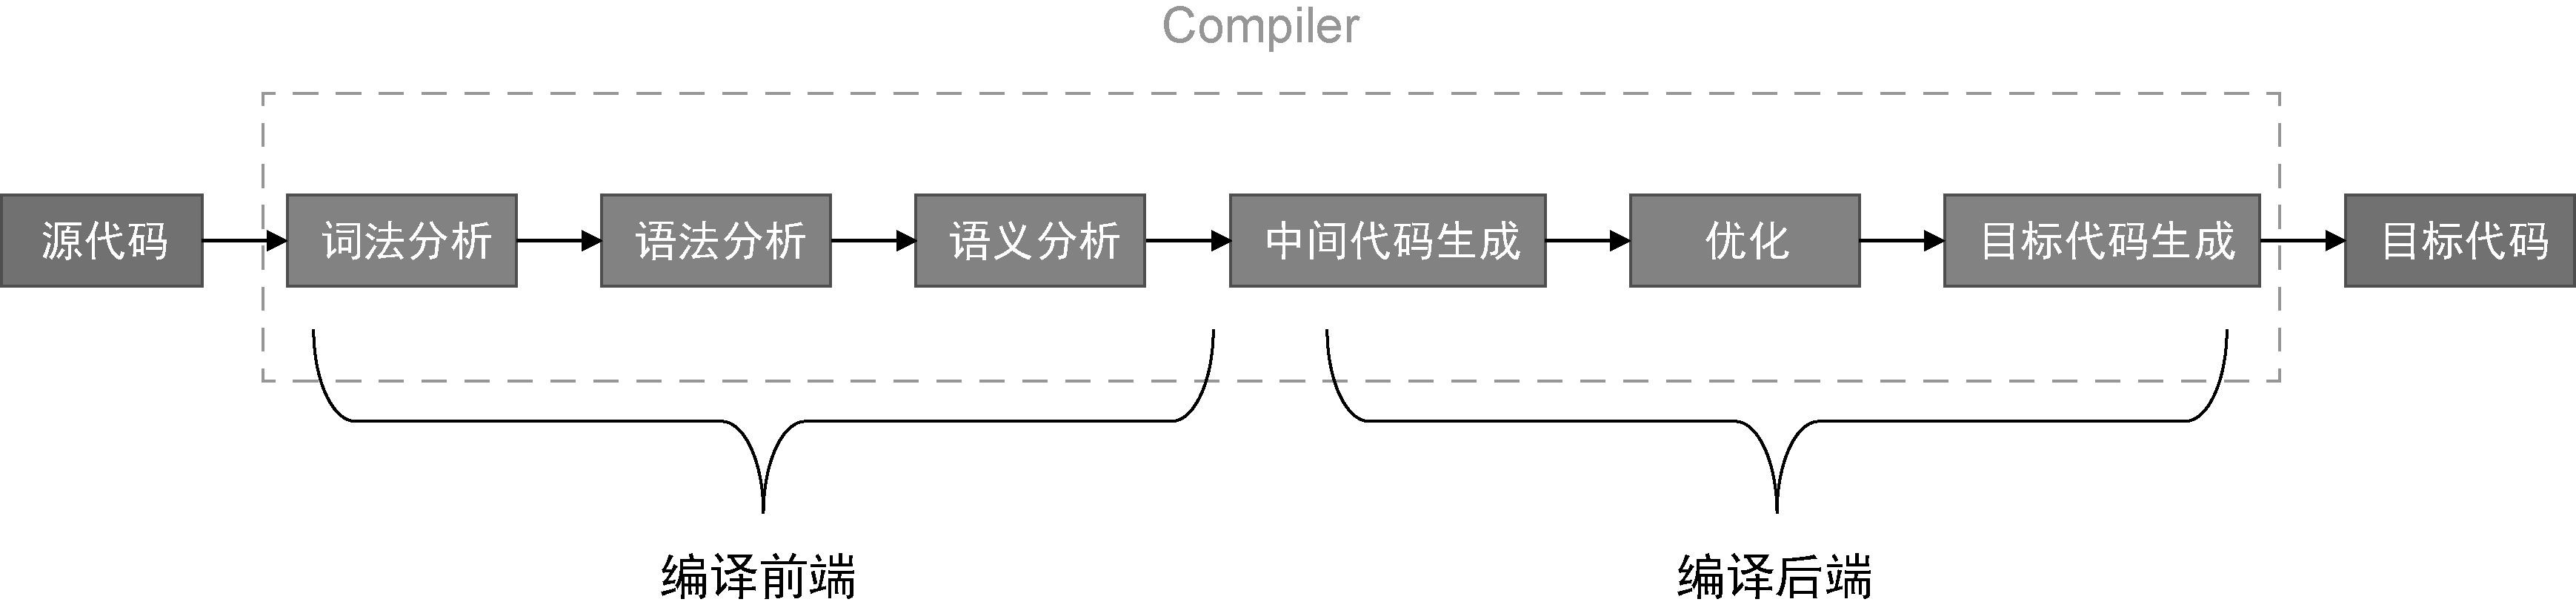 Compiler
源代码
词法分析
语法分析
语义分析
中间代码生成
优化
目标代码生成
目标代码
编译前端
编译后端